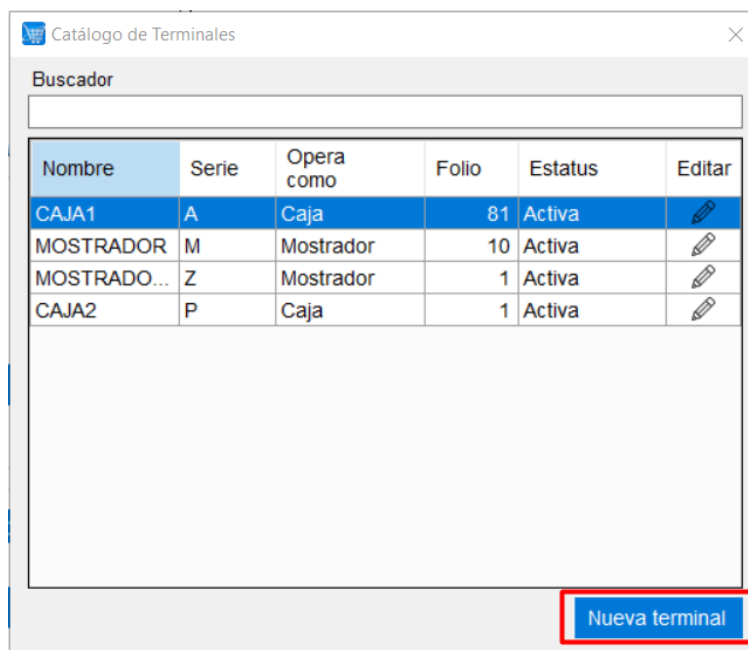 Catálogo de Terminales
Buscador
Nombre Serie Opera como Folio Estatus Editar
CAJA1 A Caja 81 Activa
MOSTRADOR M Mostrador 10 Activa
MOSTRADO... Z Mostrador 1 Activa
CAJA2 P Caja 1 Activa
Nueva terminal